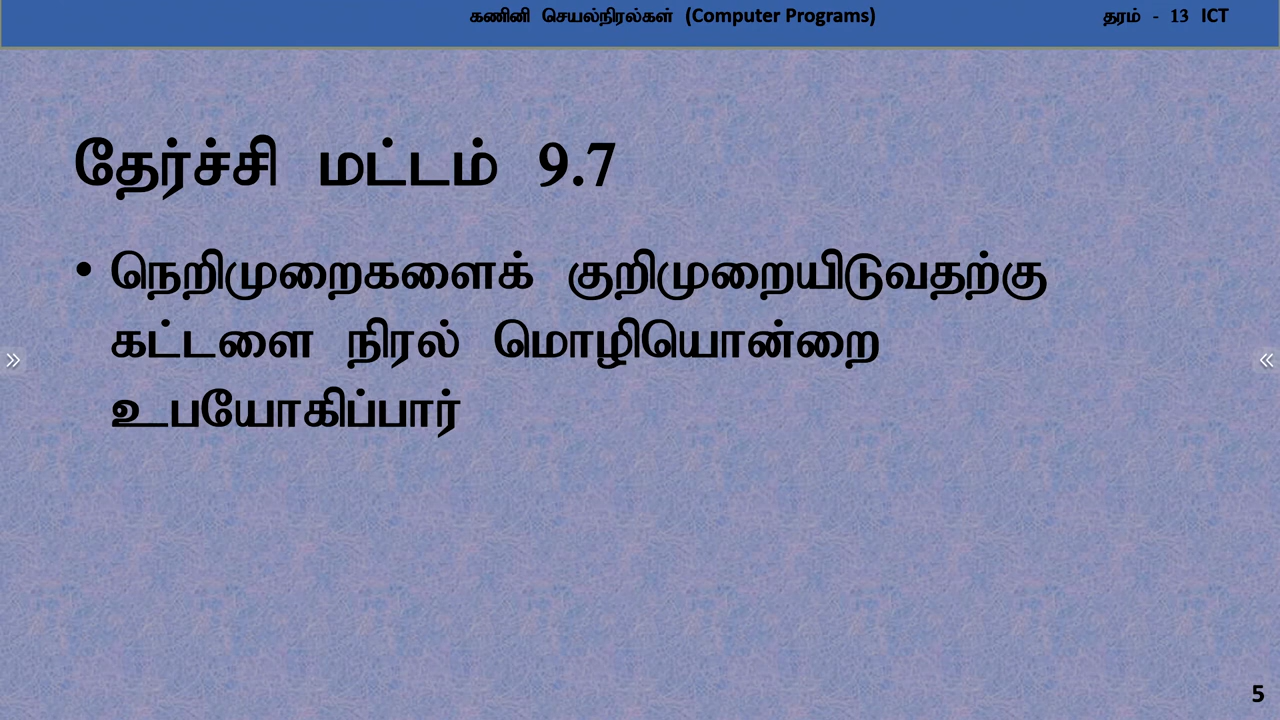 கணினி செயல்நிரல்கள் (Computer Programs) தரம் - 13 ICT
தேர்ச்சி மட்டம் 9.7
• நெறிமுறைகளைக் குறிமுறையிடுவதற்கு
கட்டளை நிரல் மொழியொன்றை
உபயோகிப்பார்
5